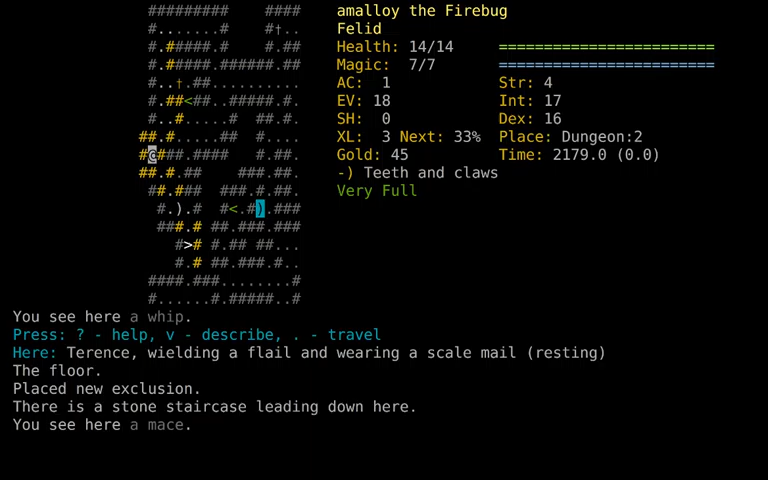 #########    ####  amalloy the Firebug
#........#    #†..  Felid
#.##### .#    #.##  Health: 14/14    ========================
#.#####.######.##  Magic:  7/7     ========================
#..†.##..........  AC:  1            Str: 4
#.##<##..#####.#.  EV: 18            Int: 17
#..#.....#  ##.#.  SH:  0            Dex: 16
##.#.....##  #....  XL:  3 Next: 33%  Place: Dungeon:2
#@###.####   #.##.  Gold: 45          Time: 2179.0 (0.0)
##.#.##    ###.##.  -) Teeth and claws
##.###  ###.#.##.  Very Full
#.).#  #<.#).###
###.# ##.###.###
#>#  #.## ##...
#.# ##.###.#..
####.###........#
#......#.#####..#
You see here a whip.
Press: ? - help, v - describe, . - travel
Here: Terence, wielding a flail and wearing a scale mail (resting)
The floor.
Placed new exclusion.
There is a stone staircase leading down here.
You see here a mace.